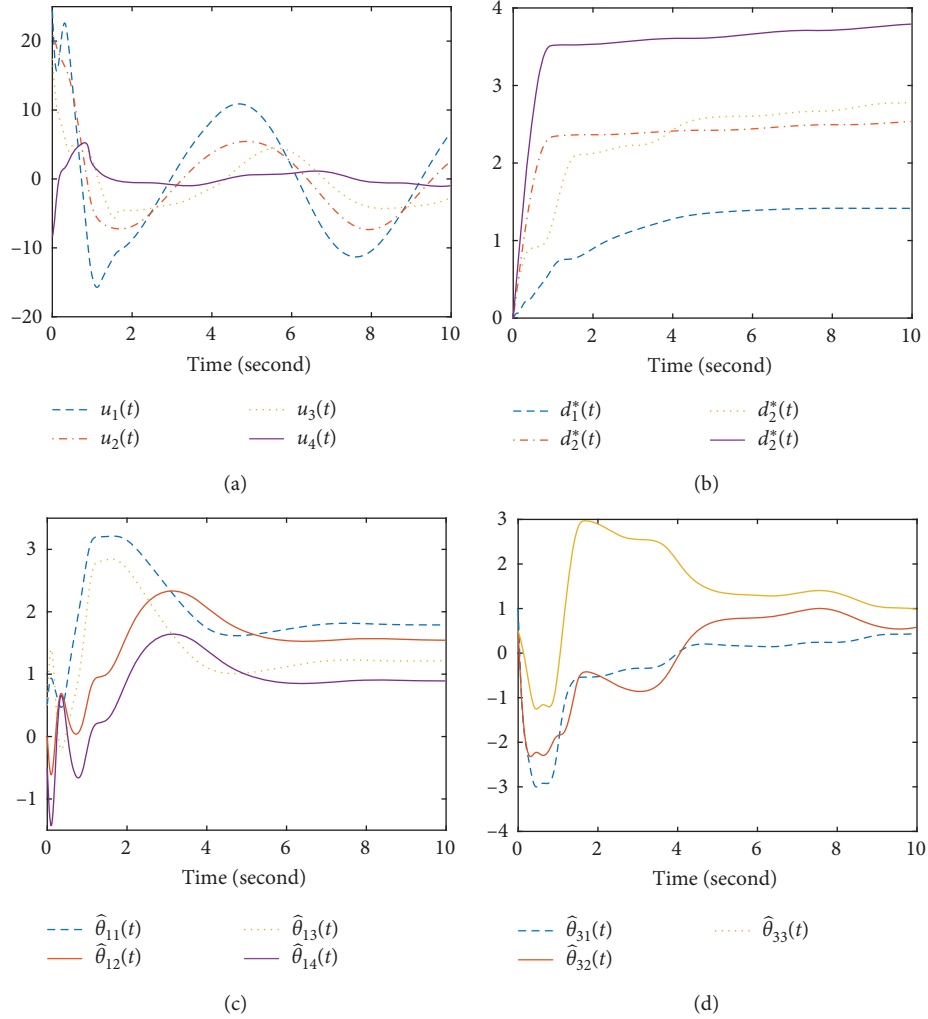 20
10
0
−10
−20
0 2 4 6 8 10
Time (second)
u₁(t) u₃(t)
u₂(t) u₄(t)
(a)
4
3
2
1
0
0 2 4 6 8 10
Time (second)
d₁*(t) d₂*(t)
d₂*(t) d₂*(t)
(b)
3
2
1
0
−1
0 2 4 6 8 10
Time (second)
θ̂₁₁(t) θ̂₁₃(t)
θ̂₁₂(t) θ̂₁₄(t)
(c)
3
2
1
0
−1
−2
−3
−4
0 2 4 6 8 10
Time (second)
θ̂₃₁(t) θ̂₃₃(t)
θ̂₃₂(t)
(d)